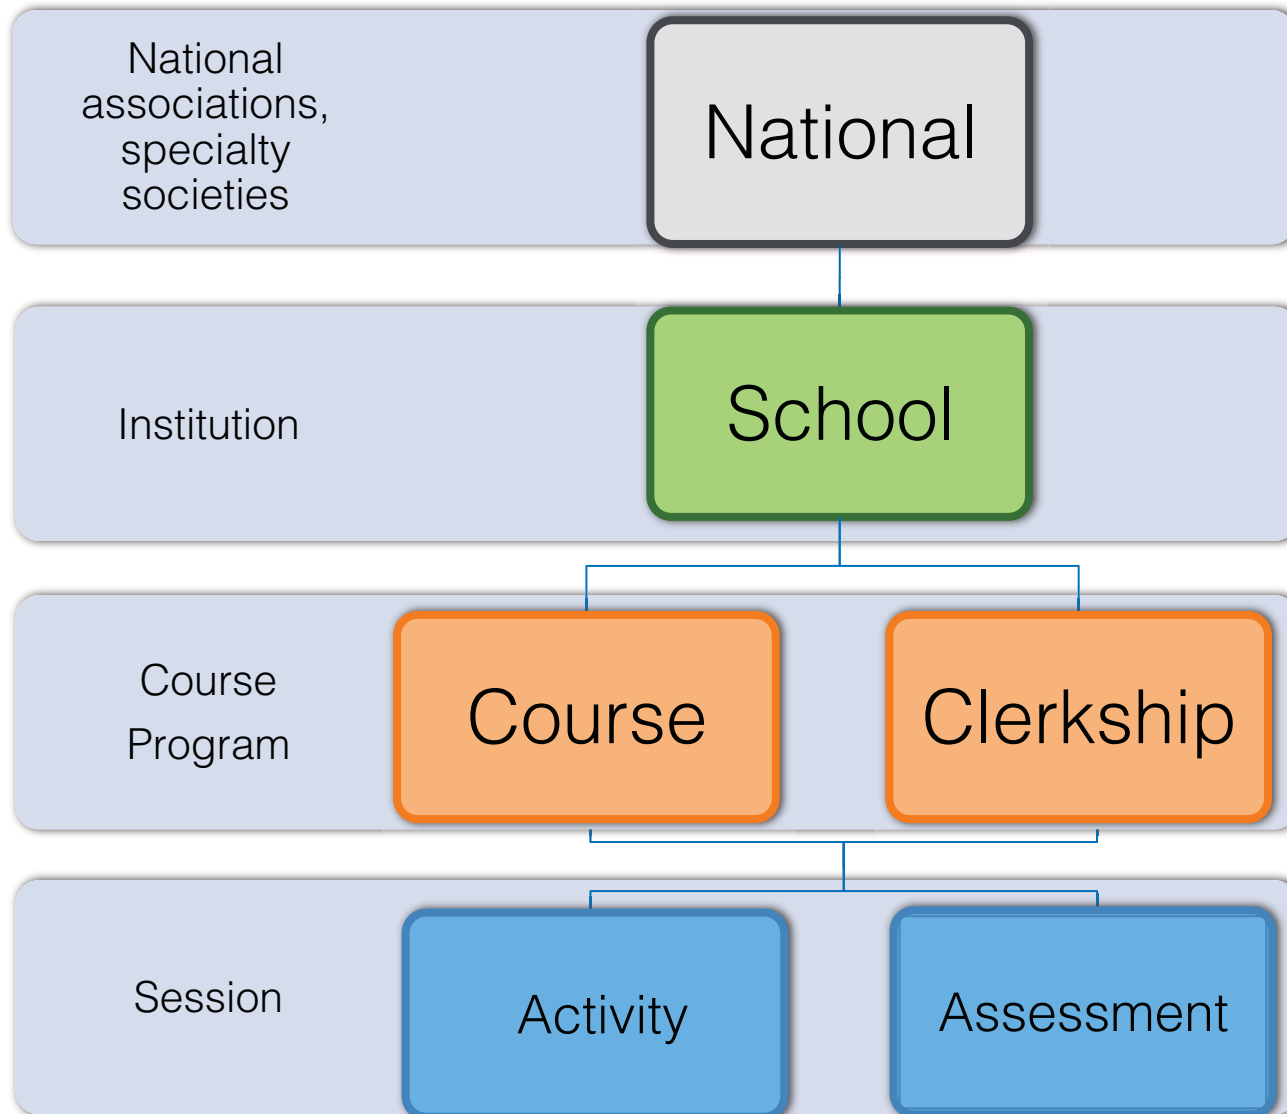 National
associations,
specialty
societies
National
Institution
School
Course
Program
Course
Clerkship
Session
Activity
Assessment